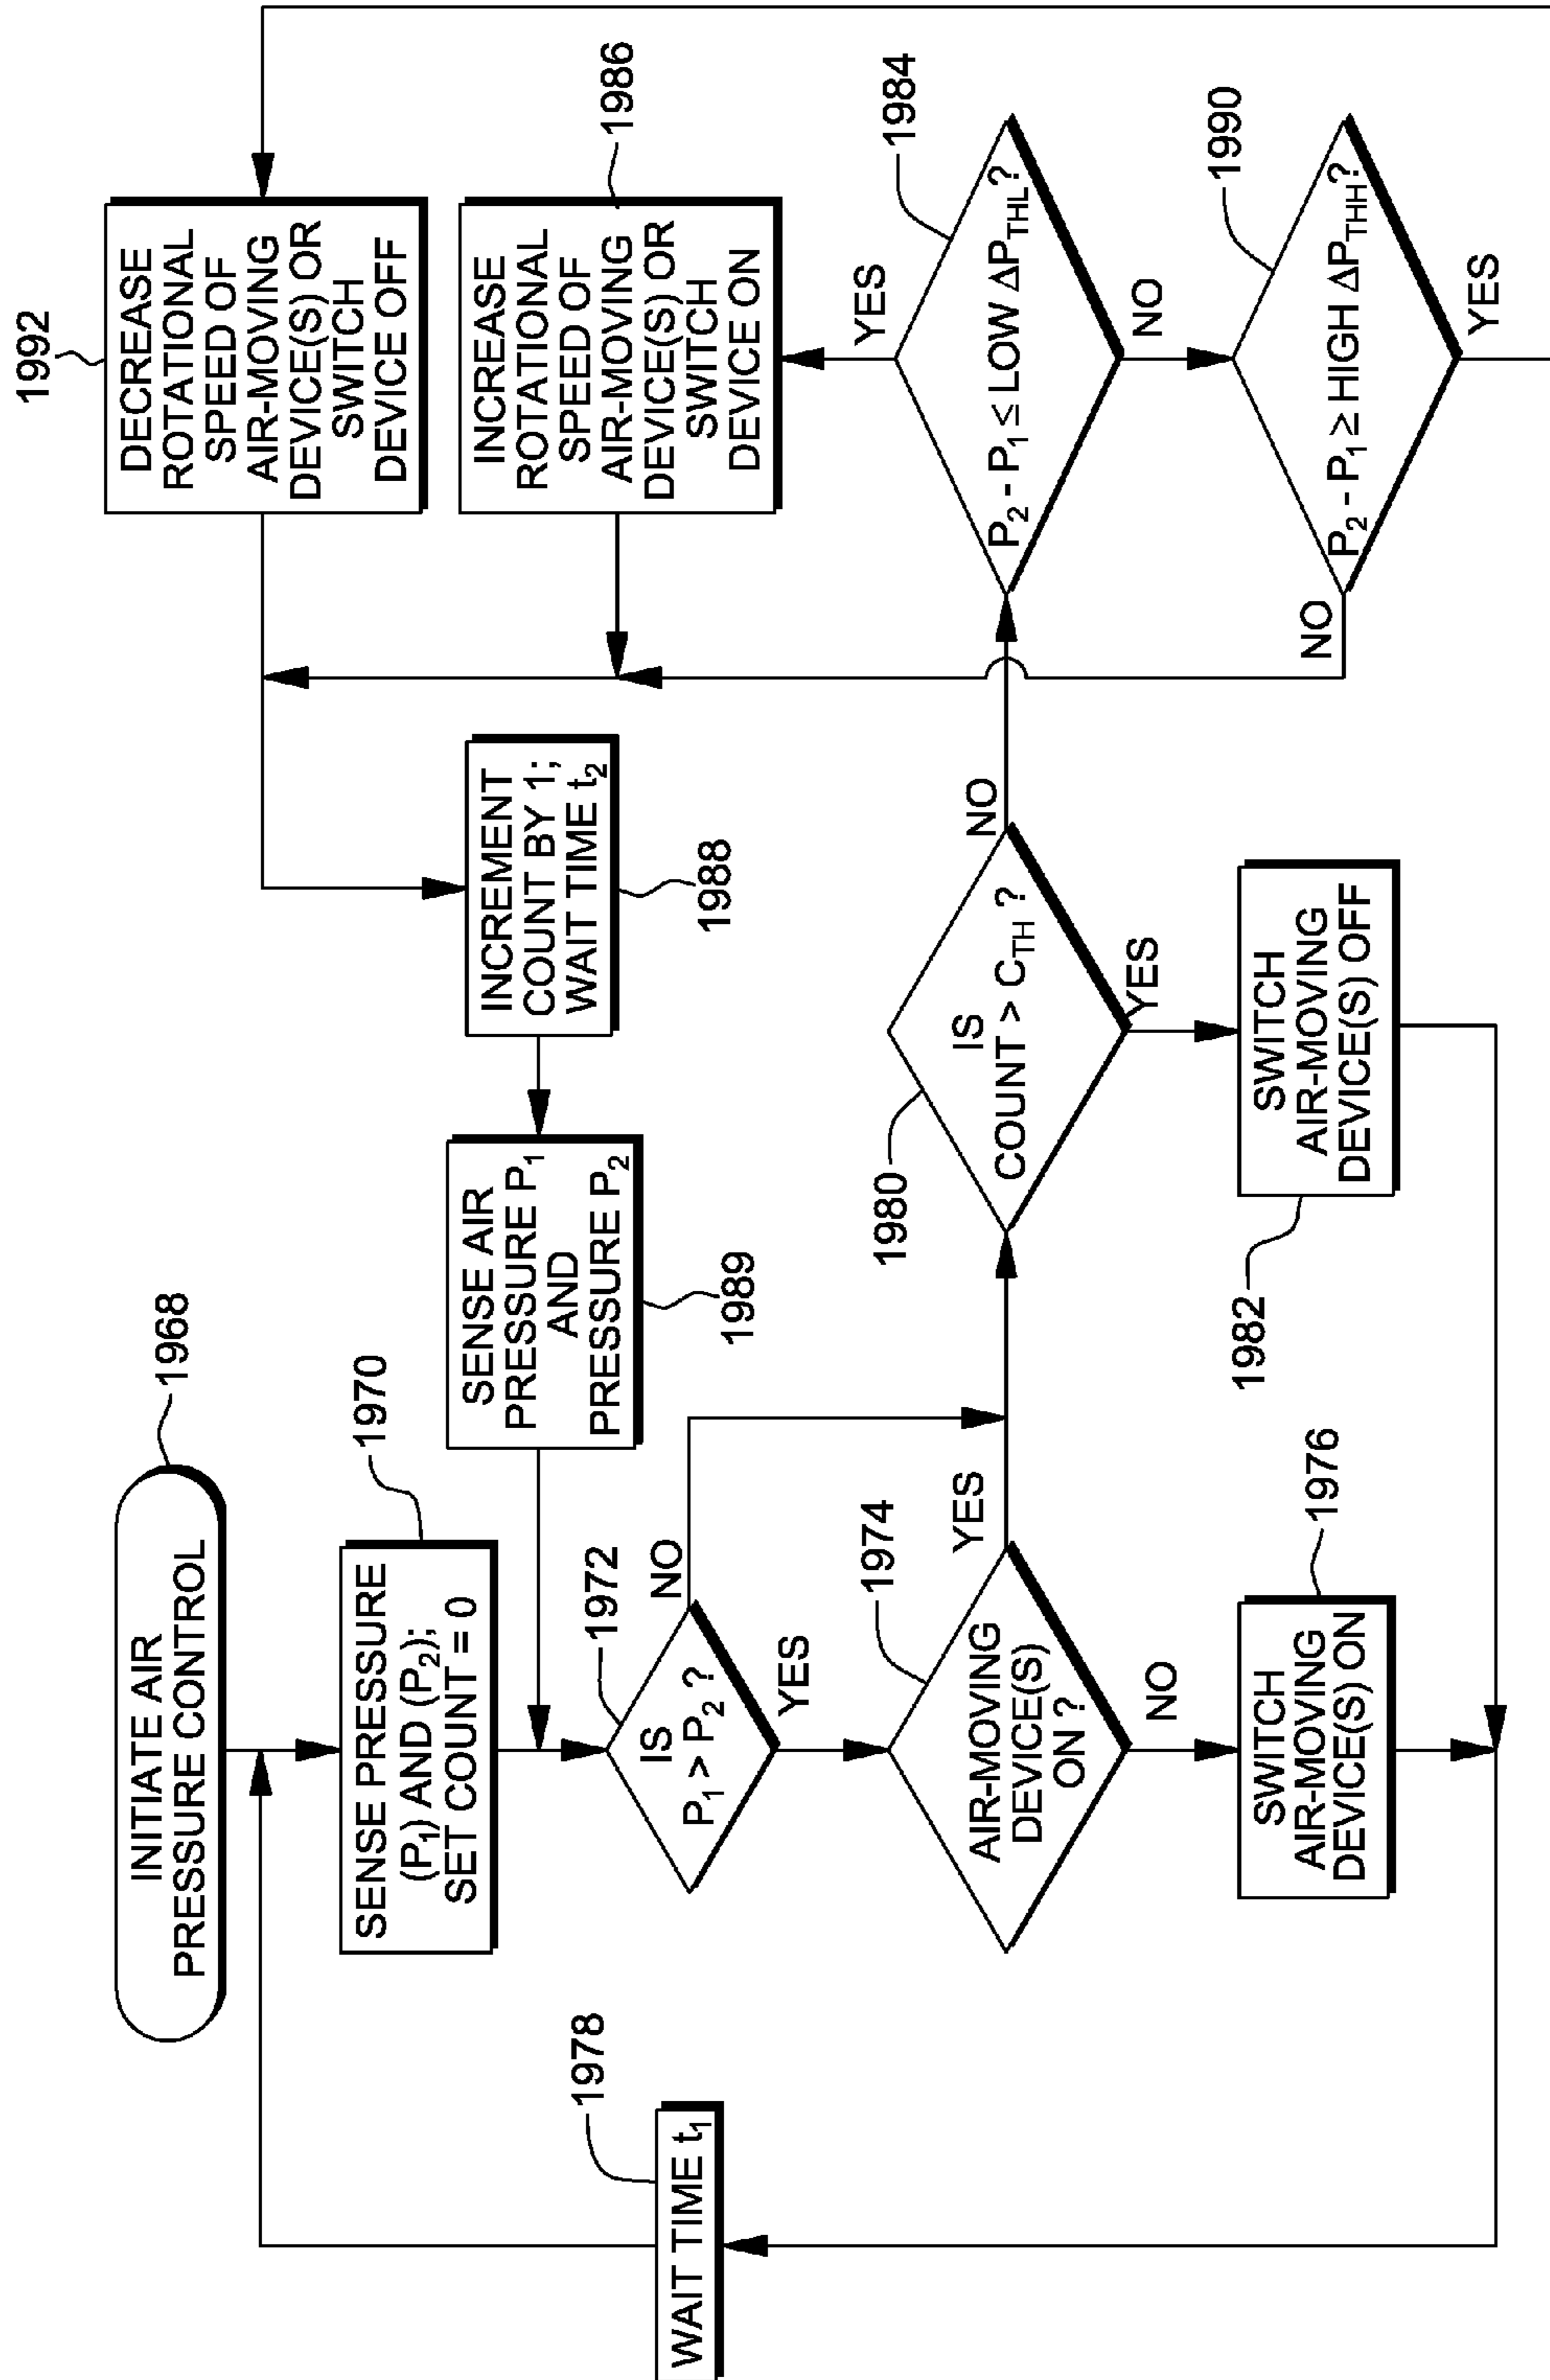 INITIATE AIR
PRESSURE CONTROL
1968
SENSE PRESSURE
(P₁) AND (P₂);
SET COUNT = 0
1970
IS
P₁ > P₂ ?
1972
NO
YES
AIR-MOVING
DEVICE(S)
ON ?
1974
YES
NO
SWITCH
AIR-MOVING
DEVICE(S) ON
1976
WAIT TIME t₁
1978
IS
COUNT > C_TH ?
1980
NO
YES
SWITCH
AIR-MOVING
DEVICE(S) OFF
1982
P₂ - P₁ ≤ LOW ΔP_THL ?
1984
YES
NO
INCREASE
ROTATIONAL
SPEED OF
AIR-MOVING
DEVICE(S) OR
SWITCH
DEVICE ON
1986
INCREMENT
COUNT BY 1;
WAIT TIME t₂
1988
SENSE AIR
PRESSURE P₁
AND
PRESSURE P₂
1989
P₂ - P₁ ≥ HIGH ΔP_THH ?
1990
NO
YES
DECREASE
ROTATIONAL
SPEED OF
AIR-MOVING
DEVICE(S) OR
SWITCH
DEVICE OFF
1992